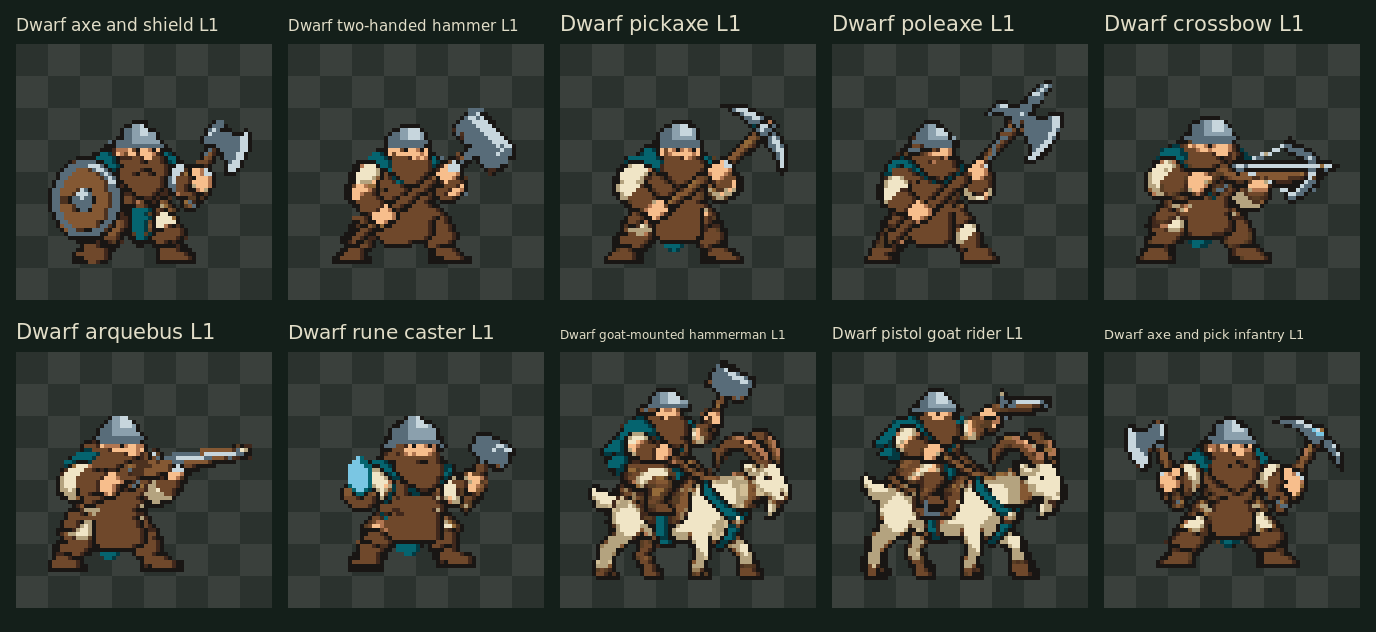 Dwarf axe and shield L1
Dwarf two-handed hammer L1
Dwarf pickaxe L1
Dwarf poleaxe L1
Dwarf crossbow L1
Dwarf arquebus L1
Dwarf rune caster L1
Dwarf goat-mounted hammerman L1
Dwarf pistol goat rider L1
Dwarf axe and pick infantry L1